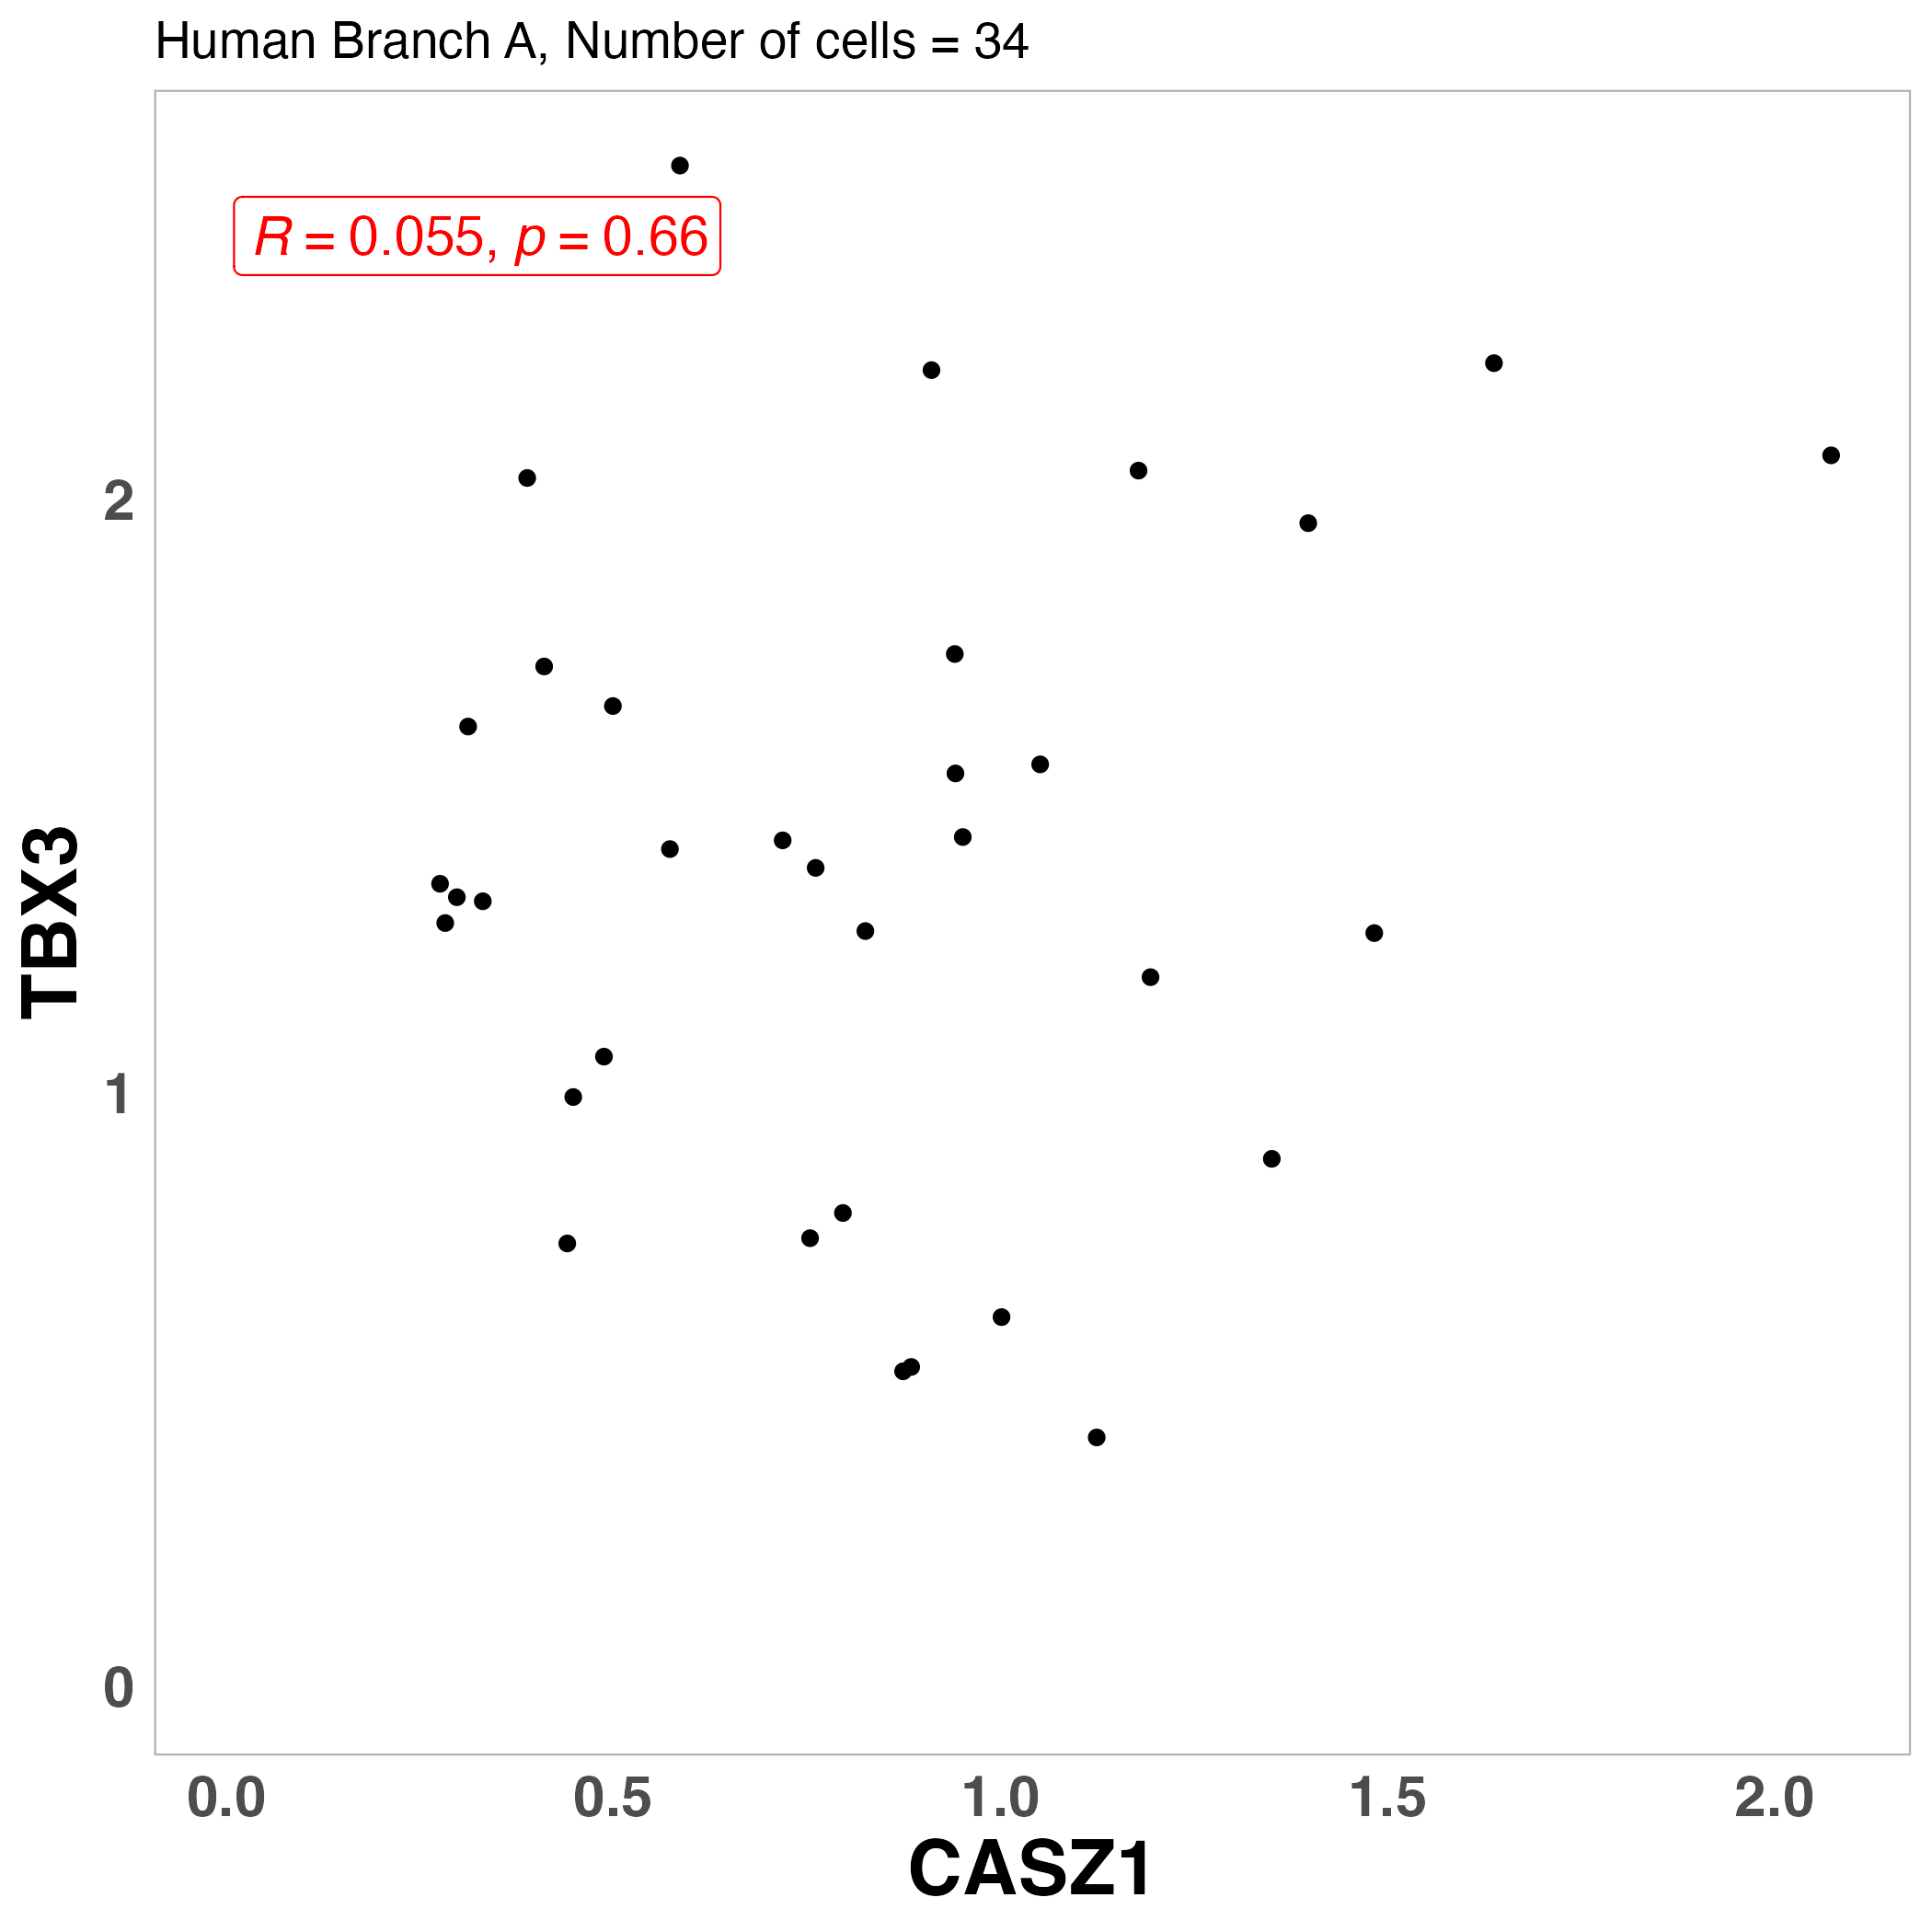 Human Branch A, Number of cells = 34
R = 0.055, p = 0.66
TBX3
2
1
0
0.0 0.5 1.0 1.5 2.0
CASZ1